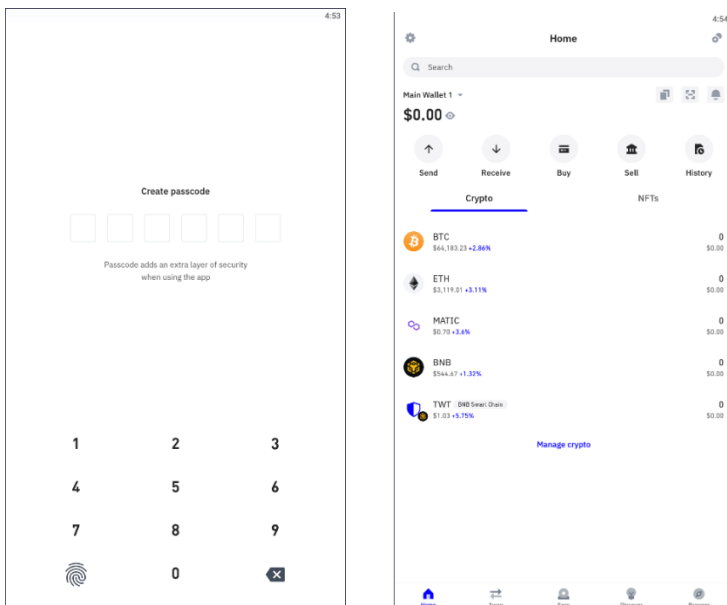 4:53
Create passcode
Passcode adds an extra layer of security
when using the app
1 2 3
4 5 6
7 8 9
0
4:54
Home
Search
Main Wallet 1
$0.00
Send Receive Buy Sell History
Crypto NFTs
BTC 0
$64,183.23 +2.86% $0.00
ETH 0
$3,119.01 +3.11% $0.00
MATIC 0
$0.70 +3.6% $0.00
BNB 0
$544.67 +1.32% $0.00
TWT BNB Smart Chain 0
$1.03 +5.75% $0.00
Manage crypto
Home Swap Discover